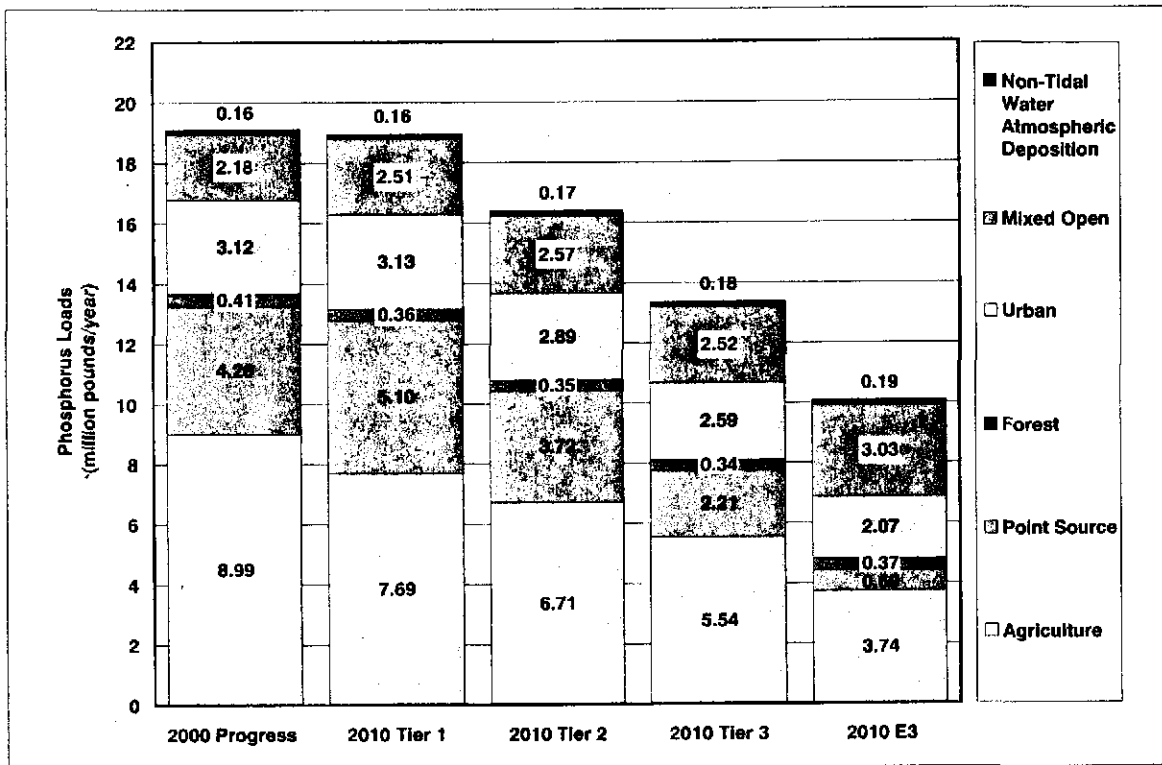 22
20
18
16
14
12
10
8
6
4
2
0
Phosphorus Loads
(million pounds/year)
0.16
2.18
3.12
0.41
8.99
0.16
2.51
3.13
0.36
5.10
7.69
0.17
2.57
2.89
0.35
3.72
6.71
0.18
2.52
2.59
0.34
2.21
5.54
0.19
3.03
2.07
0.37
3.74
2000 Progress
2010 Tier 1
2010 Tier 2
2010 Tier 3
2010 E3
Non-Tidal
Water
Atmospheric
Deposition
Mixed Open
Urban
Forest
Point Source
Agriculture